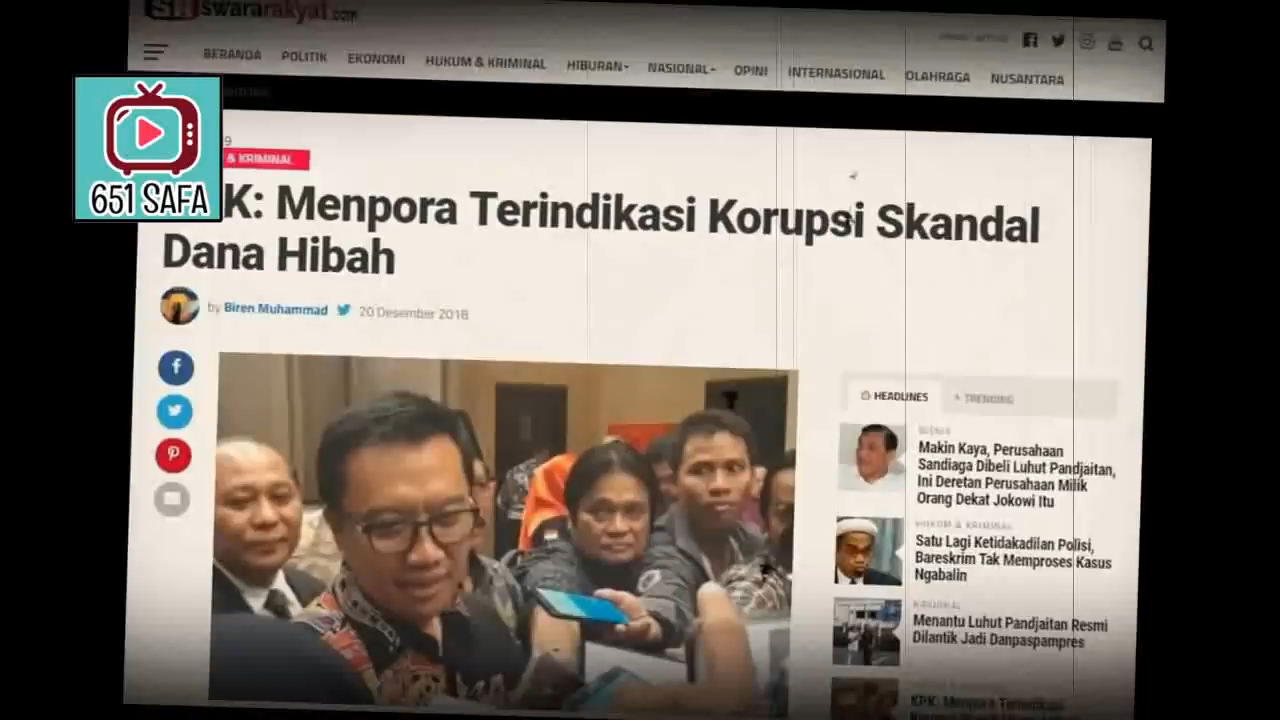 swararakyat.com
BERANDA POLITIK EKONOMI HUKUM & KRIMINAL HIBURAN NASIONAL OPINI INTERNASIONAL OLAHRAGA NUSANTARA
651 SAFA
& KRIMINAL
K: Menpora Terindikasi Korupsi Skandal
Dana Hibah
by Biren Muhammad 20 Desember 2018
HEADLINES TRENDING
Makin Kaya, Perusahaan
Sandiaga Dibeli Luhut Pandjaitan,
Ini Deretan Perusahaan Milik
Orang Dekat Jokowi Itu
HUKUM & KRIMINAL
Satu Lagi Ketidakadilan Polisi,
Bareskrim Tak Memproses Kasus
Ngabalin
NASIONAL
Menantu Luhut Pandjaitan Resmi
Dilantik Jadi Danpaspampres
KPK: Menpora Terindikasi